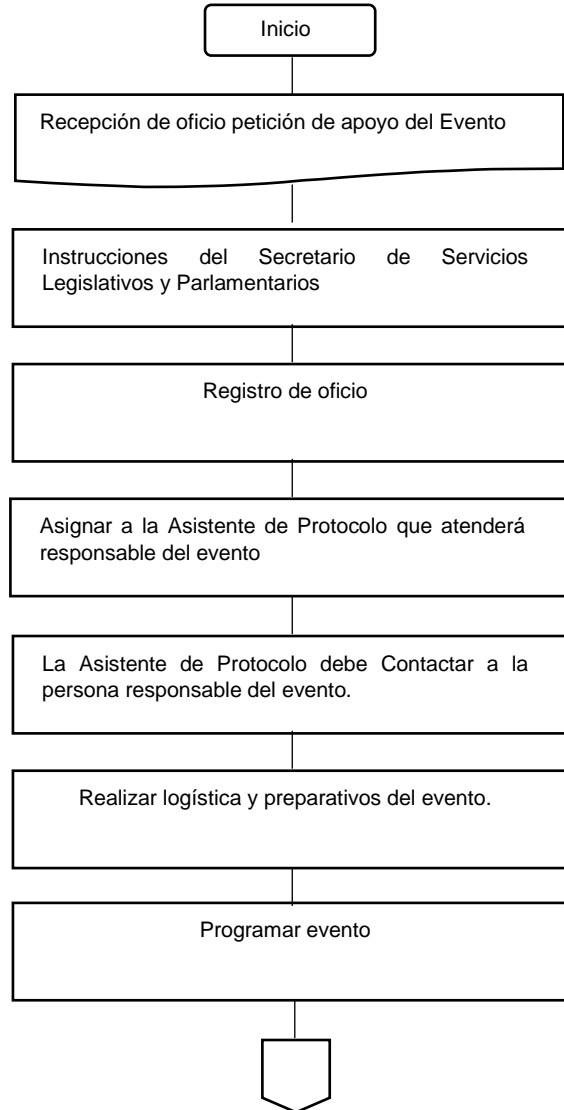 Inicio
Recepción de oficio petición de apoyo del Evento
Instrucciones del Secretario de Servicios
Legislativos y Parlamentarios
Registro de oficio
Asignar a la Asistente de Protocolo que atenderá
responsable del evento
La Asistente de Protocolo debe Contactar a la
persona responsable del evento.
Realizar logística y preparativos del evento.
Programar evento